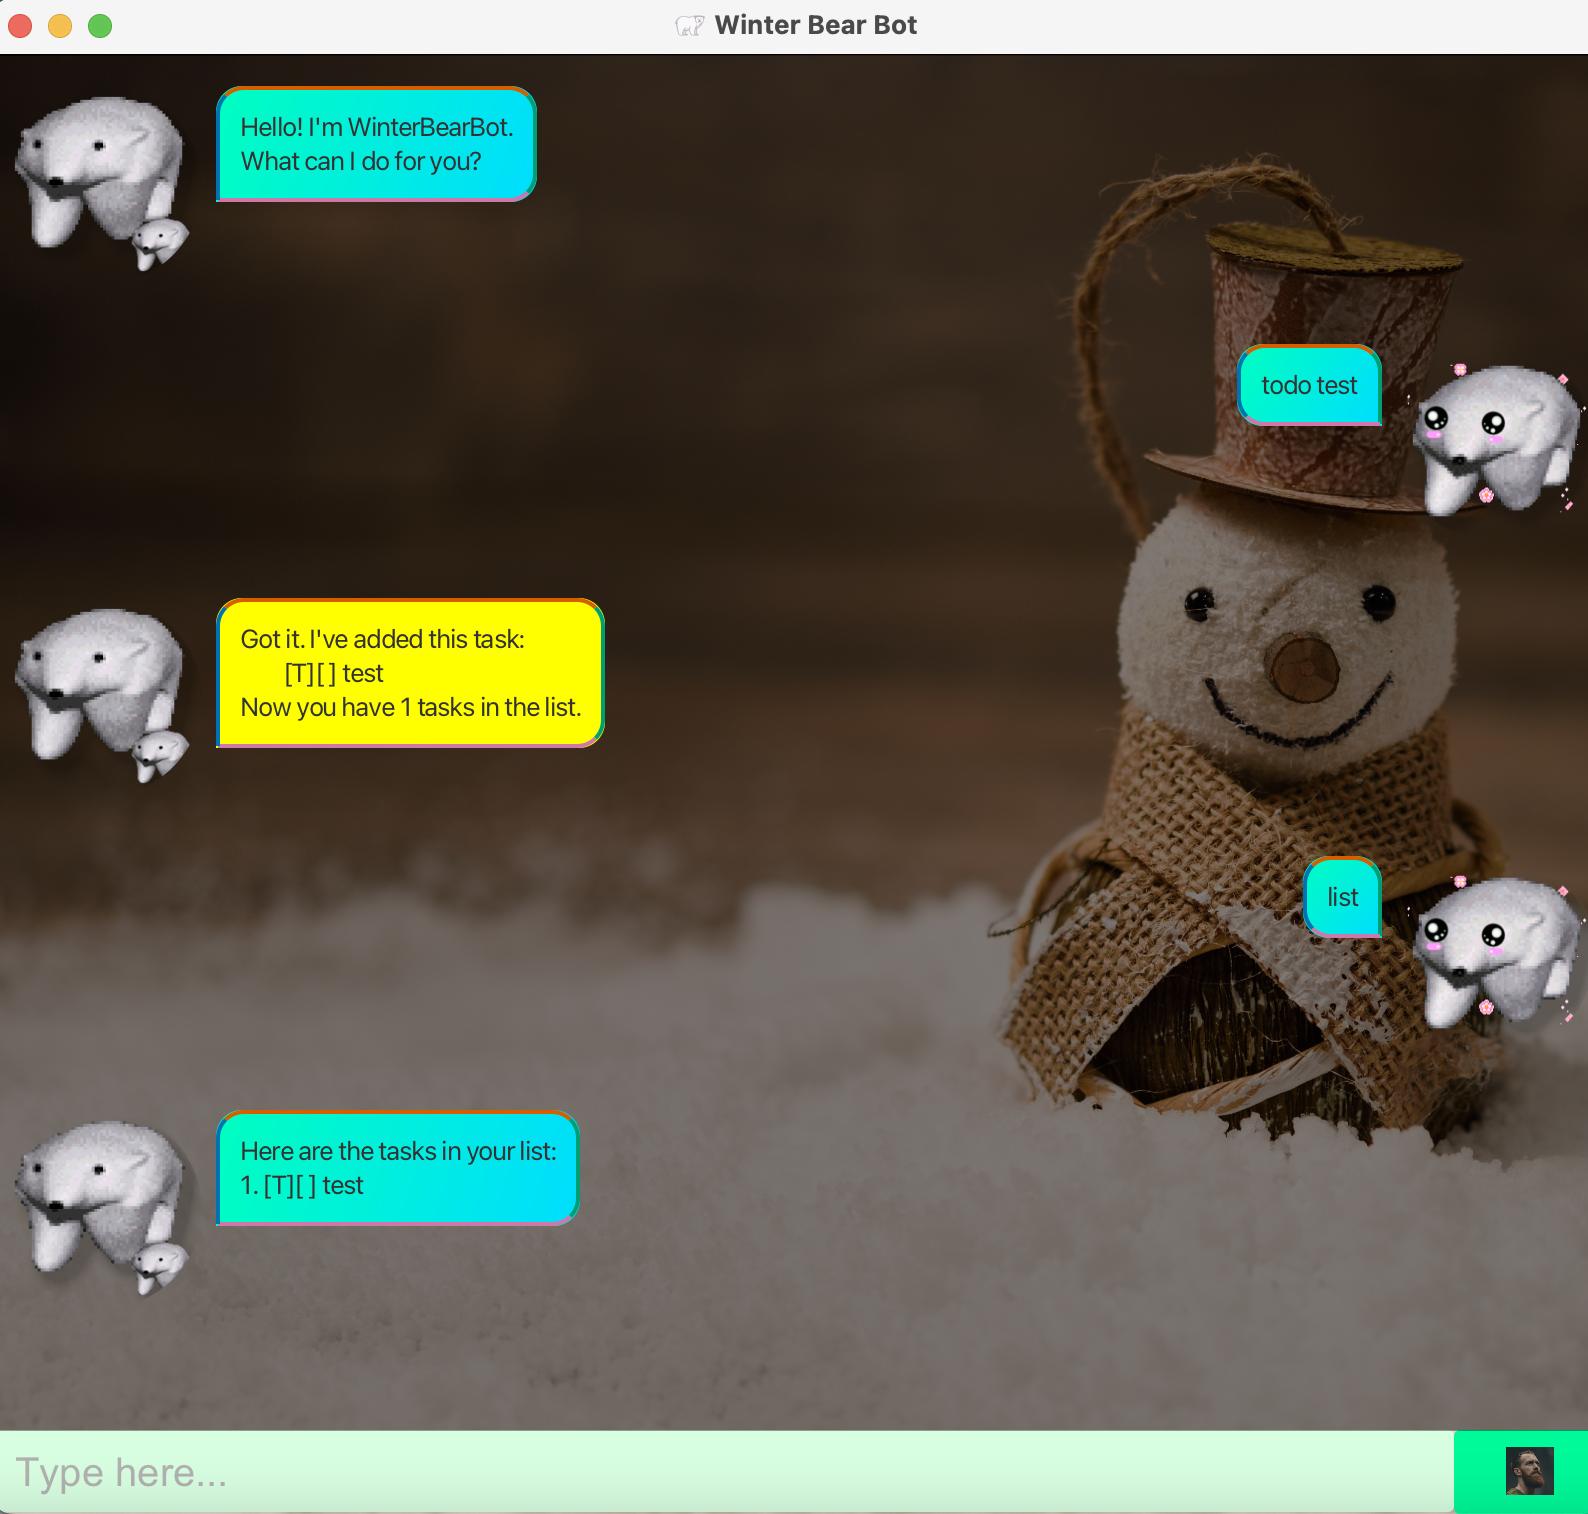 Winter Bear Bot
Hello! I'm WinterBearBot.
What can I do for you?
todo test
Got it. I've added this task:
[T][ ] test
Now you have 1 tasks in the list.
list
Here are the tasks in your list:
1. [T][ ] test
Type here...